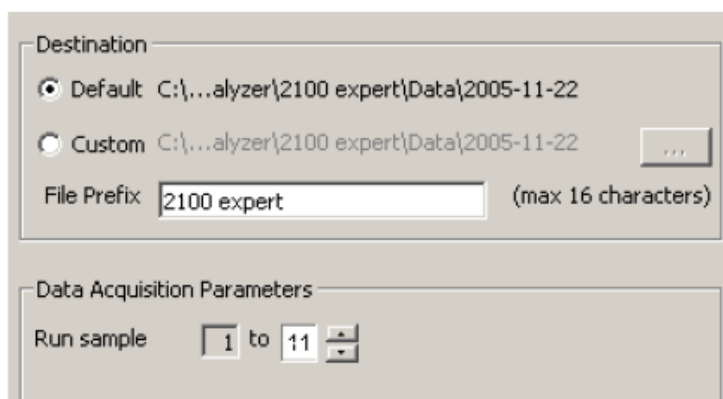 Destination
Default C:\...alyzer\2100 expert\Data\2005-11-22
Custom C:\...alyzer\2100 expert\Data\2005-11-22 ...
File Prefix 2100 expert (max 16 characters)
Data Acquisition Parameters
Run sample 1 to 11